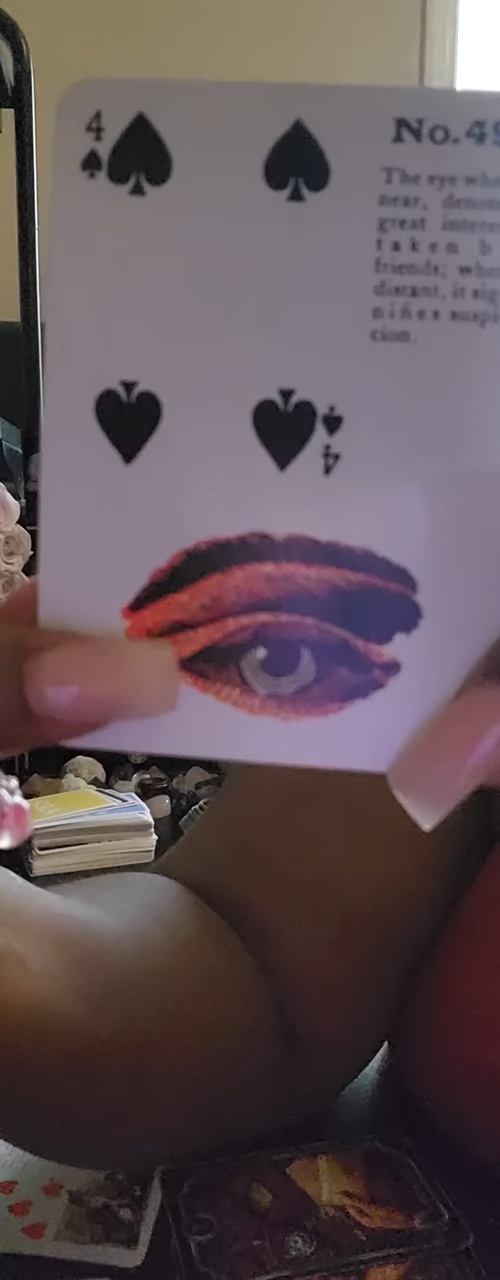 4
No.49
The eye whe
near, denot
great interes
taken b
friends; whe
distant, it sig
nifies suspi
cion.
4